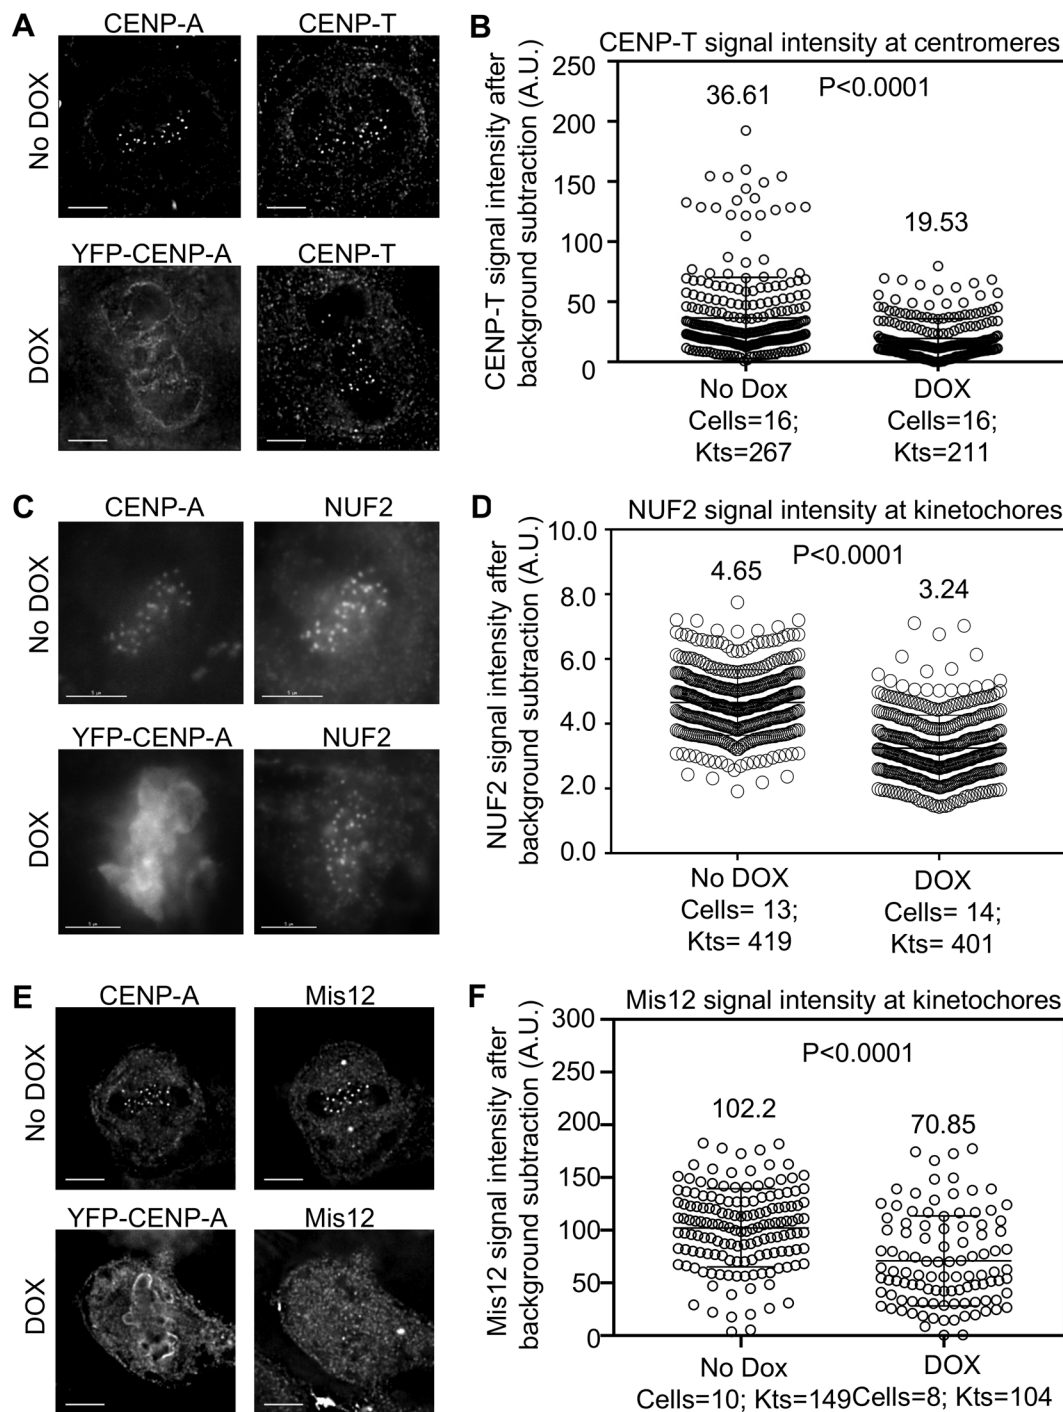 A
CENP-A
CENP-T
No DOX
YFP-CENP-A
CENP-T
DOX
B
CENP-T signal intensity at centromeres
CENP-T signal intensity after
background subtraction (A.U.)
250
200
150
100
50
0
36.61
P<0.0001
19.53
No Dox
Cells=16;
Kts=267
DOX
Cells=16;
Kts=211
C
CENP-A
NUF2
No DOX
YFP-CENP-A
NUF2
DOX
D
NUF2 signal intensity at kinetochores
NUF2 signal intensity after
background subtraction (A.U.)
10.0
8.0
6.0
4.0
2.0
0.0
P<0.0001
4.65
3.24
No DOX
Cells= 13;
Kts= 419
DOX
Cells= 14;
Kts= 401
E
CENP-A
Mis12
No DOX
YFP-CENP-A
Mis12
DOX
F
Mis12 signal intensity at kinetochores
Mis12 signal intensity after
background subtraction (A.U.)
300
250
200
150
100
50
0
P<0.0001
102.2
70.85
No Dox
Cells=10; Kts=149
DOX
Cells=8; Kts=104